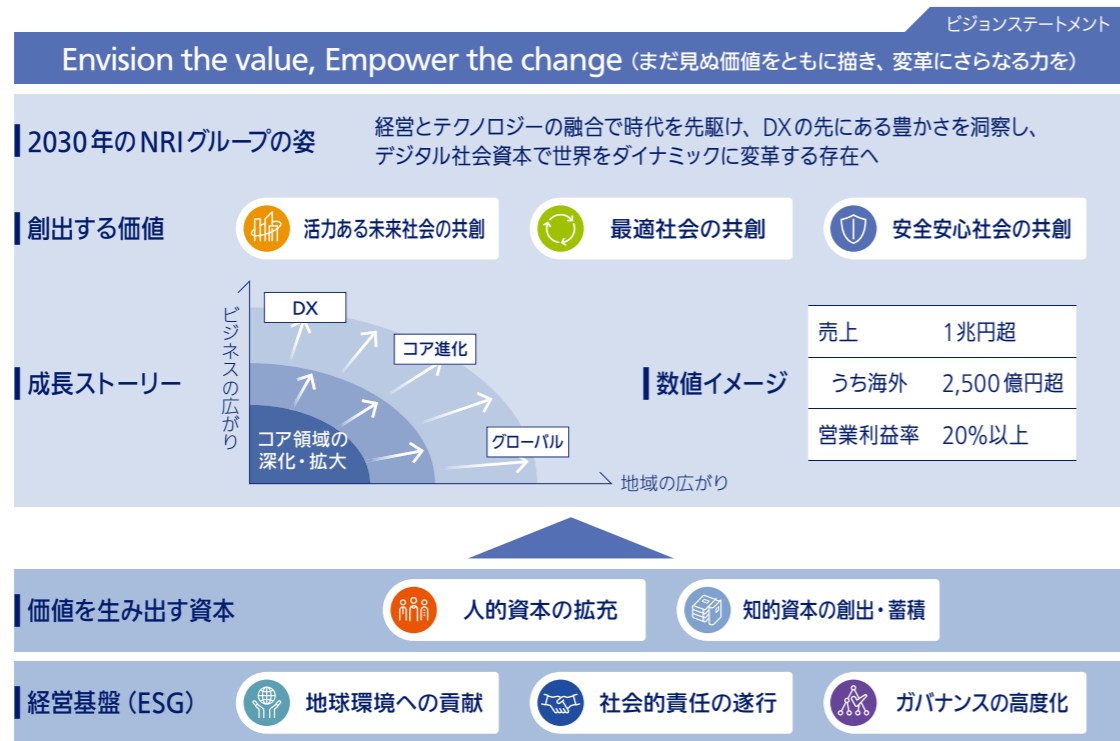 ビジョンステートメント
Envision the value, Empower the change（まだ見ぬ価値をともに描き、変革にさらなる力を）
2030年のNRIグループの姿
経営とテクノロジーの融合で時代を先駆け、DXの先にある豊かさを洞察し、
デジタル社会資本で世界をダイナミックに変革する存在へ
創出する価値
活力ある未来社会の共創
最適社会の共創
安全安心社会の共創
成長ストーリー
ビジネスの広がり
DX
コア進化
グローバル
コア領域の
深化・拡大
地域の広がり
数値イメージ
売上 1兆円超
うち海外 2,500億円超
営業利益率 20%以上
価値を生み出す資本
人的資本の拡充
知的資本の創出・蓄積
経営基盤（ESG）
地球環境への貢献
社会的責任の遂行
ガバナンスの高度化